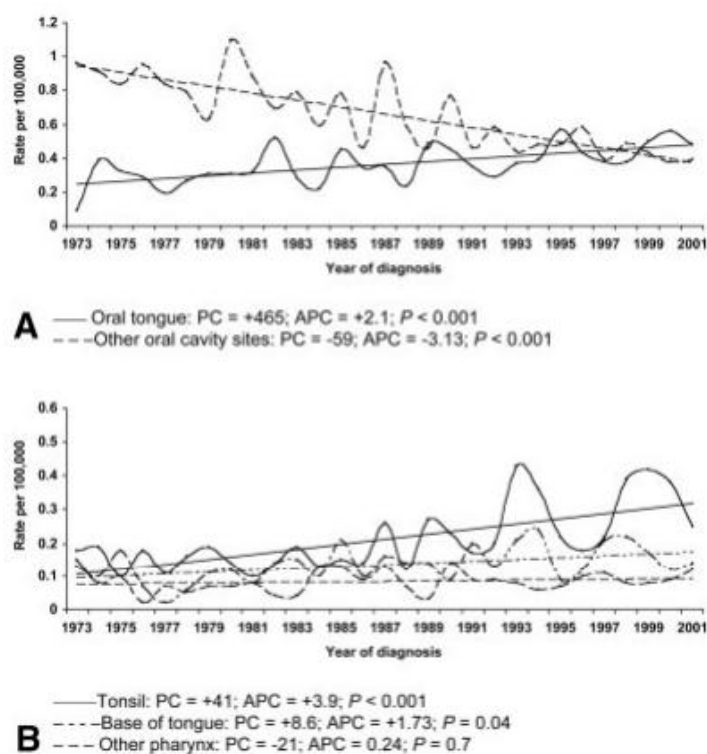 1.2
1
0.8
0.6
0.4
0.2
0
Rate per 100,000
1973 1975 1977 1979 1981 1983 1985 1987 1989 1991 1993 1995 1997 1999 2001
Year of diagnosis
A
Oral tongue: PC = +465; APC = +2.1; P < 0.001
Other oral cavity sites: PC = -59; APC = -3.13; P < 0.001
0.6
0.5
0.4
0.3
0.2
0.1
0
Rate per 100,000
1973 1975 1977 1979 1981 1983 1985 1987 1989 1991 1993 1995 1997 1999 2001
Year of diagnosis
B
Tonsil: PC = +41; APC = +3.9; P < 0.001
Base of tongue: PC = +8.6; APC = +1.73; P = 0.04
Other pharynx: PC = -21; APC = 0.24; P = 0.7